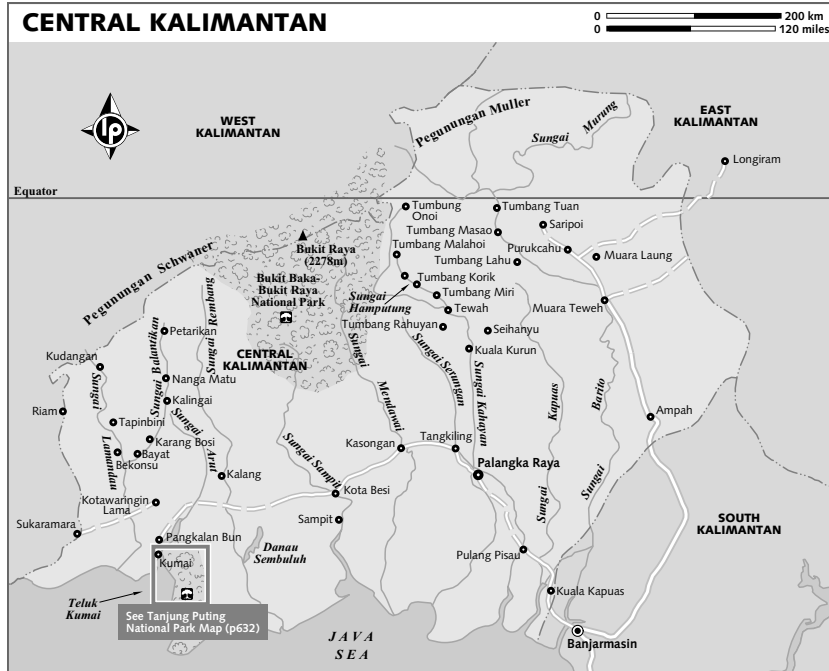 CENTRAL KALIMANTAN
0 200 km
0 120 miles
WEST
KALIMANTAN
EAST
KALIMANTAN
lp
Pegunungan Muller
Sungai Murung
Longiram
Equator
Tumbung
Onoi
Tumbang Tuan
Saripoi
Tumbang Masao
Tumbang Malahoi
Purukcahu
Muara Laung
Tumbang Lahu
Pegunungan Schwaner
Bukit Raya
(2278m)
Bukit Baka-
Bukit Raya
National Park
Tumbang Korik
Sungai
Hamputung
Tumbang Miri
Tewah
Muara Teweh
Tumbang Rahuyan
Seihanyu
Kuala Kurun
Sungai Rembang
Petarikan
Sungai Balantikan
CENTRAL
KALIMANTAN
Kudangan
Nanga Matu
Kalingai
Sungai Lamandau
Riam
Tapinbini
Karang Bosi
Bayat
Bekonsu
Sungai Arut
Kalang
Sungai Mendawai
Sungai Serangan
Sungai Kahayan
Sungai Kapuas
Sungai Barito
Ampah
Kasongan
Tangkiling
Palangka Raya
Sungai Sampit
Kota Besi
Sampit
Kotawaringin
Lama
Sukaramara
Pangkalan Bun
Kumai
Danau
Sembuluh
Pulang Pisau
SOUTH
KALIMANTAN
Kuala Kapuas
Teluk
Kumai
See Tanjung Puting
National Park Map (p632)
JAVA
SEA
Banjarmasin